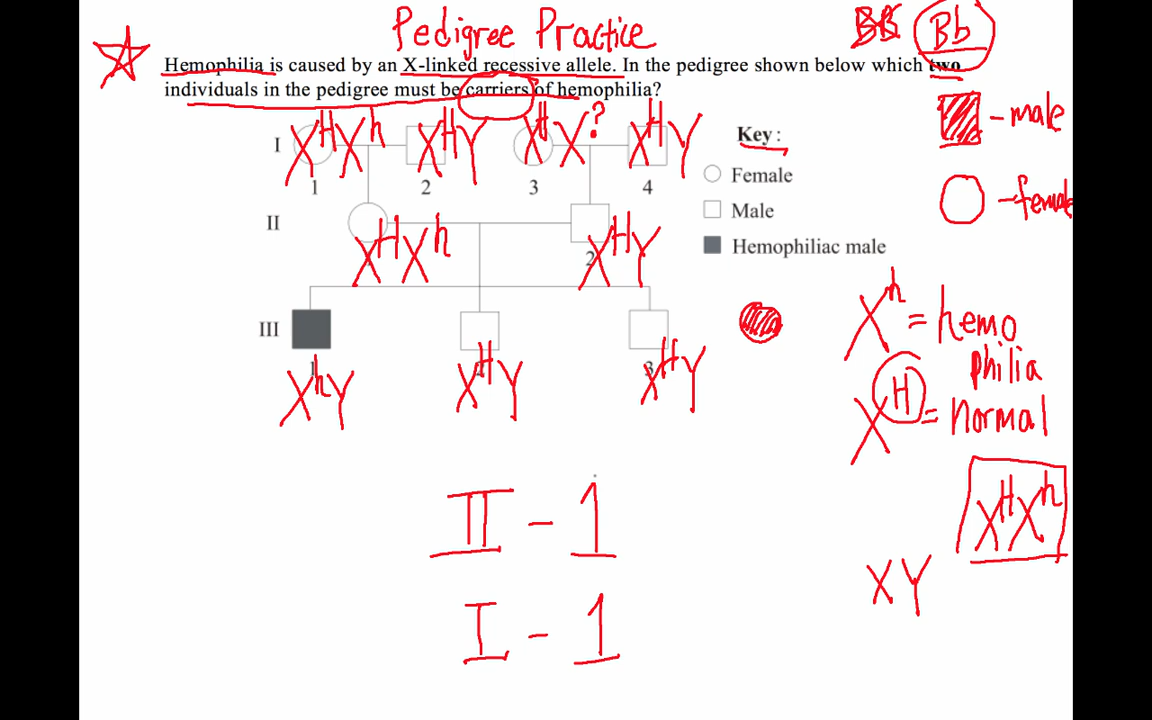 Pedigree Practice
BB Bb
Hemophilia is caused by an X-linked recessive allele. In the pedigree shown below which two
individuals in the pedigree must be carriers of hemophilia?
I XᴴXʰ XᴴY XᴴX? XᴴY
1 2 3 4
II XᴴXʰ XᴴY
2
III
XʰY XᴴY XᴴY
3
Key:
Female
Male
Hemophiliac male
- male
- female
Xʰ = hemo
philia
Xᴴ = normal
XᴴXʰ
XY
II - 1
I - 1